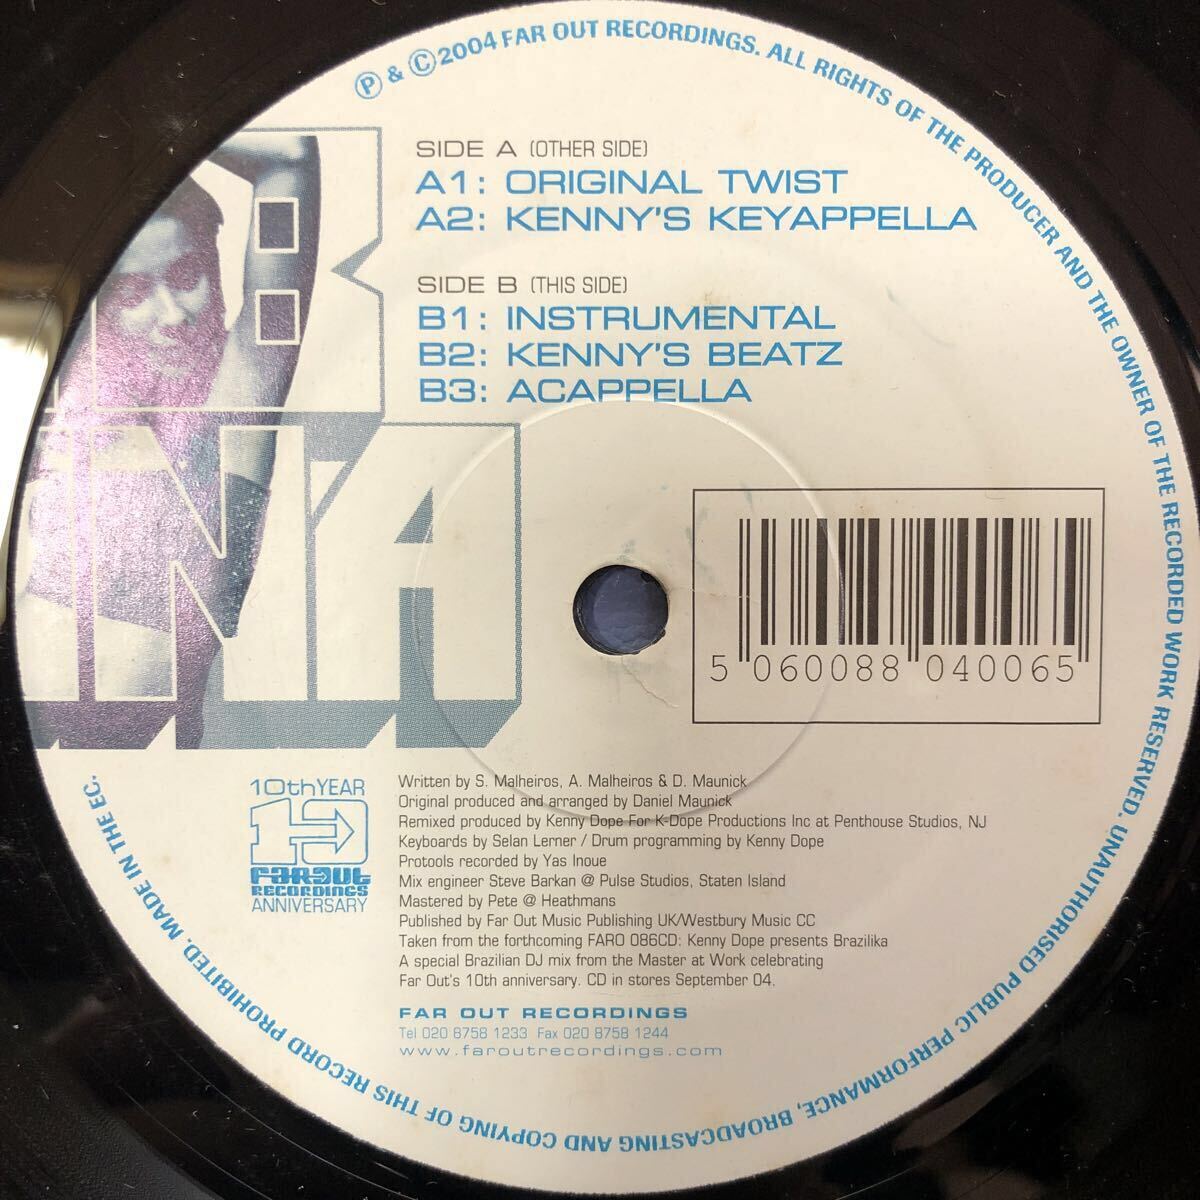 ℗ & © 2004 FAR OUT RECORDINGS. ALL RIGHTS OF THE PRODUCER AND THE OWNER OF THE RECORDED WORK RESERVED. UNAUTHORISED PUBLIC PERFORMANCE, BROADCASTING AND COPYING OF THIS RECORD PROHIBITED. MADE IN THE EC.
SIDE A (OTHER SIDE)
A1: ORIGINAL TWIST
A2: KENNY'S KEYAPPELLA
SIDE B (THIS SIDE)
B1: INSTRUMENTAL
B2: KENNY'S BEATZ
B3: ACAPPELLA
5 060088 040065
10thYEAR
FAROUT
RECORDINGS
ANNIVERSARY
Written by S. Malheiros, A. Malheiros & D. Maunick
Original produced and arranged by Daniel Maunick
Remixed produced by Kenny Dope For K-Dope Productions Inc at Penthouse Studios, NJ
Keyboards by Selan Lerner / Drum programming by Kenny Dope
Protools recorded by Yas Inoue
Mix engineer Steve Barkan @ Pulse Studios, Staten Island
Mastered by Pete @ Heathmans
Published by Far Out Music Publishing UK/Westbury Music CC
Taken from the forthcoming FARO 086CD: Kenny Dope presents Brazilika
A special Brazilian DJ mix from the Master at Work celebrating
Far Out's 10th anniversary. CD in stores September 04.
FAR OUT RECORDINGS
Tel 020 8758 1233 Fax 020 8758 1244
www.faroutrecordings.com